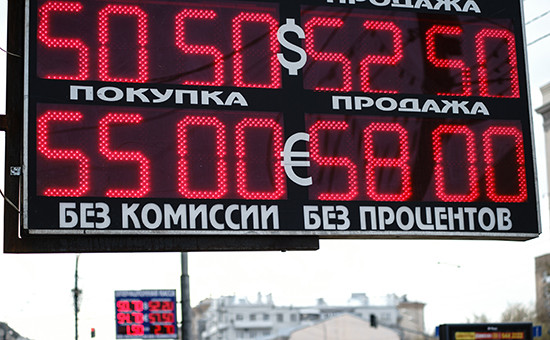 ПРОДАЖА
50.50 $ 52.50
ПОКУПКА ПРОДАЖА
55.00 € 58.00
БЕЗ КОМИССИИ БЕЗ ПРОЦЕНТОВ